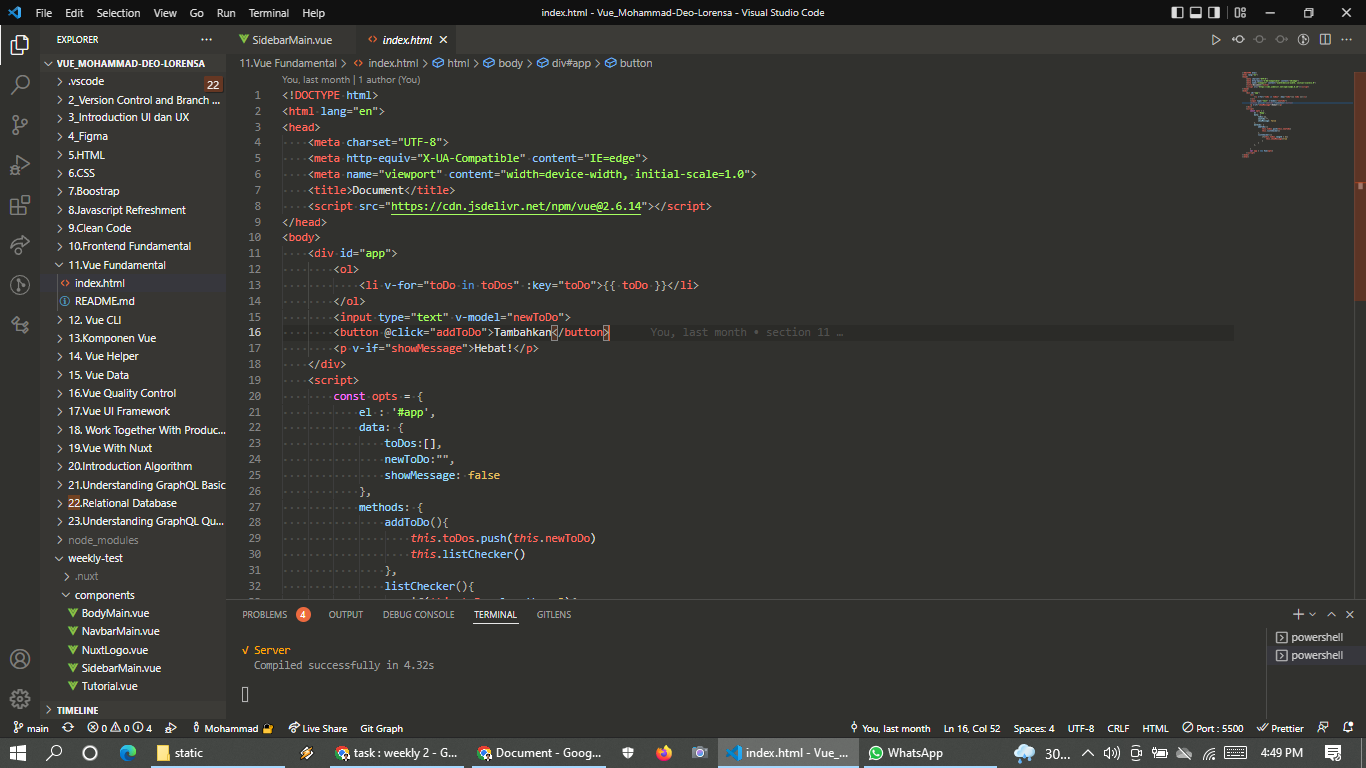 File Edit Selection View Go Run Terminal Help
index.html - Vue_Mohammad-Deo-Lorensa - Visual Studio Code
EXPLORER
SidebarMain.vue
index.html
VUE_MOHAMMAD-DEO-LORENSA
11.Vue Fundamental > index.html > html > body > div#app > button
.vscode
22
2_Version Control and Branch ...
3_Introduction UI dan UX
4_Figma
5.HTML
6.CSS
7.Boostrap
8.Javascript Refreshment
9.Clean Code
10.Frontend Fundamental
11.Vue Fundamental
index.html
README.md
12. Vue CLI
13.Komponen Vue
14. Vue Helper
15. Vue Data
16.Vue Quality Control
17.Vue UI Framework
18. Work Together With Produc...
19.Vue With Nuxt
20.Introduction Algorithm
21.Understanding GraphQL Basic
22.Relational Database
23.Understanding GraphQL Qu...
node_modules
weekly-test
.nuxt
components
BodyMain.vue
NavbarMain.vue
NuxtLogo.vue
SidebarMain.vue
Tutorial.vue
TIMELINE
You, last month | 1 author (You)
1 <!DOCTYPE html>
2 <html lang="en">
3 <head>
4 <meta charset="UTF-8">
5 <meta http-equiv="X-UA-Compatible" content="IE=edge">
6 <meta name="viewport" content="width=device-width, initial-scale=1.0">
7 <title>Document</title>
8 <script src="https://cdn.jsdelivr.net/npm/vue@2.6.14"></script>
9 </head>
10 <body>
11 <div id="app">
12 <ol>
13 <li v-for="toDo in toDos" :key="toDo">{{ toDo }}</li>
14 </ol>
15 <input type="text" v-model="newToDo">
16 <button @click="addToDo">Tambahkan</button> You, last month • section 11 …
17 <p v-if="showMessage">Hebat!</p>
18 </div>
19 <script>
20 const opts = {
21 el : '#app',
22 data: {
23 toDos:[],
24 newToDo:"",
25 showMessage: false
26 },
27 methods: {
28 addToDo(){
29 this.toDos.push(this.newToDo)
30 this.listChecker()
31 },
32 listChecker(){
PROBLEMS 4 OUTPUT DEBUG CONSOLE TERMINAL GITLENS
√ Server
Compiled successfully in 4.32s
powershell
powershell
main 0 0 4 Mohammad Live Share Git Graph
You, last month Ln 16, Col 52 Spaces: 4 UTF-8 CRLF HTML Port : 5500 Prettier
static
task : weekly 2 - G...
Document - Goog...
index.html - Vue_...
WhatsApp
30...
4:49 PM